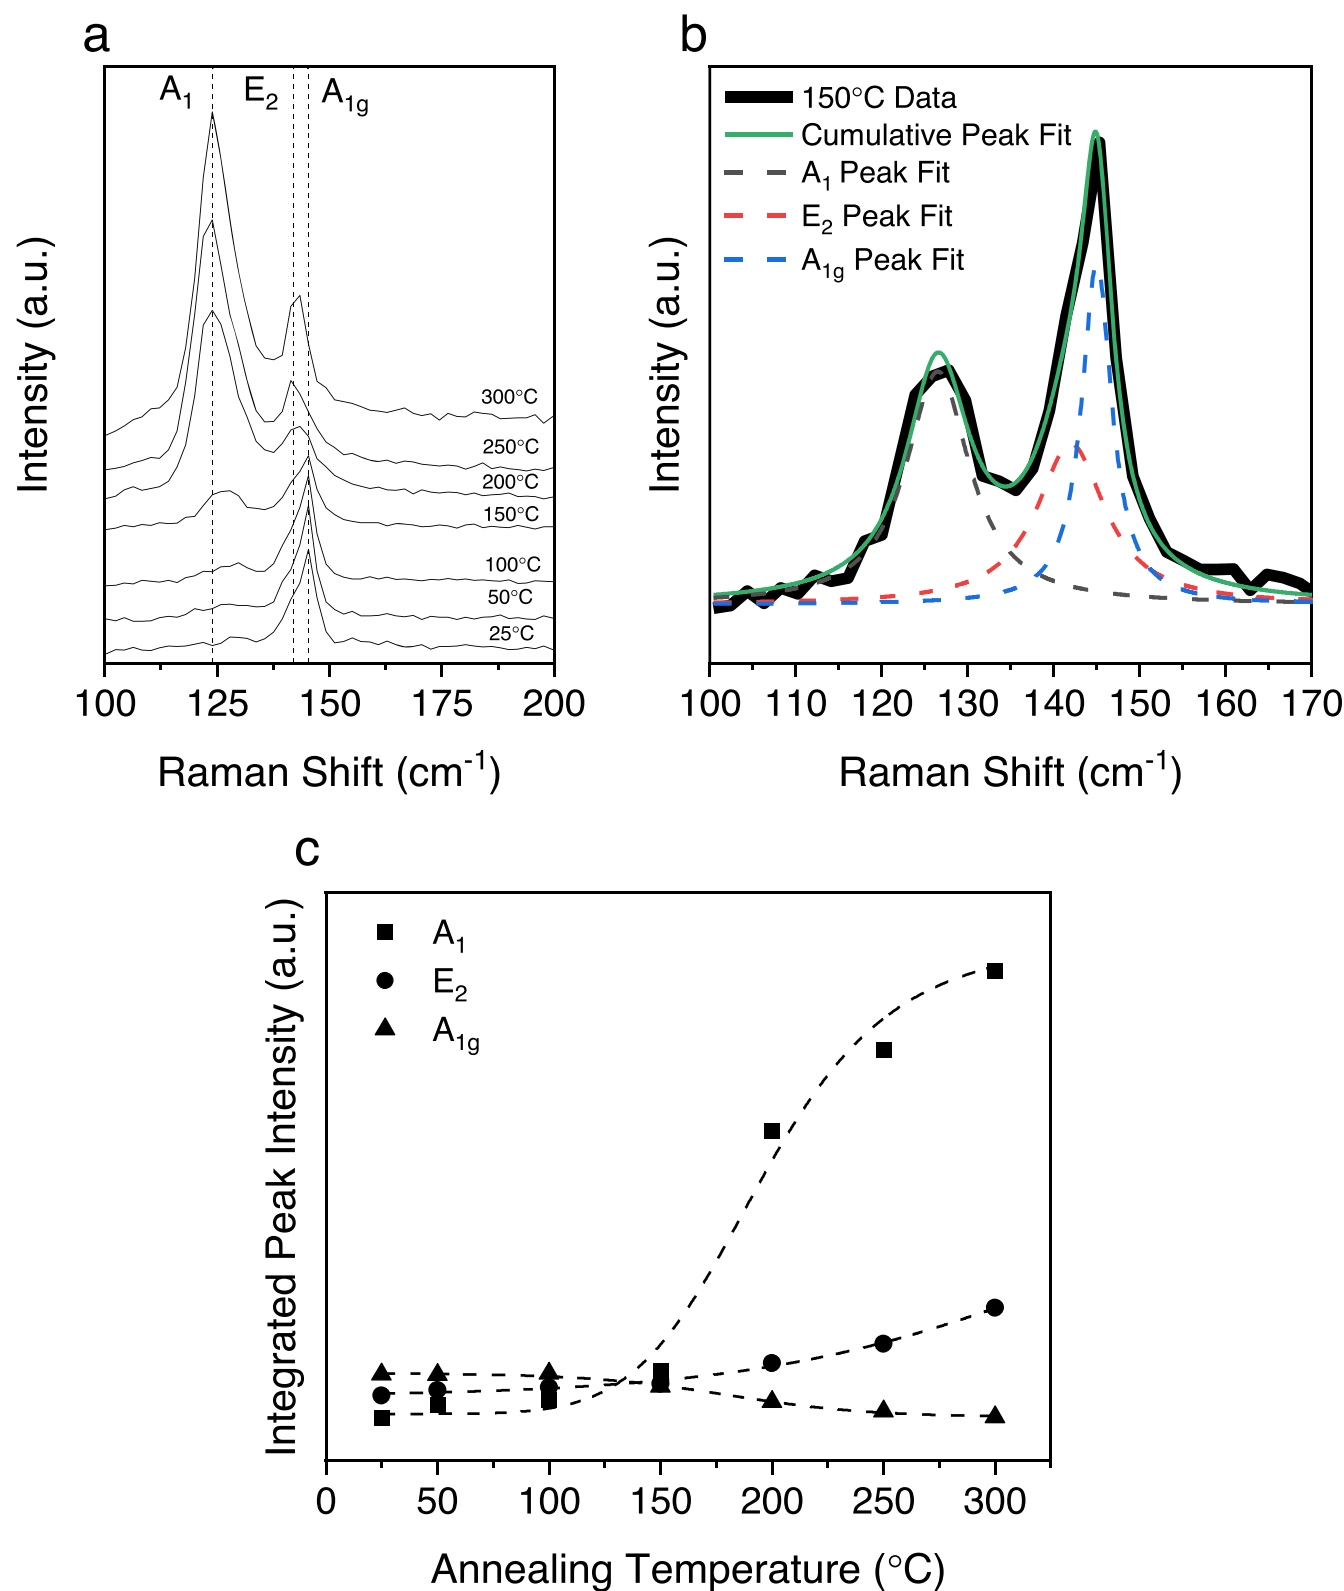 a
A₁
E₂
A₁g
300°C
250°C
200°C
150°C
100°C
50°C
25°C
100 125 150 175 200
Raman Shift (cm⁻¹)
Intensity (a.u.)
b
150°C Data
Cumulative Peak Fit
A₁ Peak Fit
E₂ Peak Fit
A₁g Peak Fit
100 110 120 130 140 150 160 170
Raman Shift (cm⁻¹)
Intensity (a.u.)
c
A₁
E₂
A₁g
0 50 100 150 200 250 300
Annealing Temperature (°C)
Integrated Peak Intensity (a.u.)